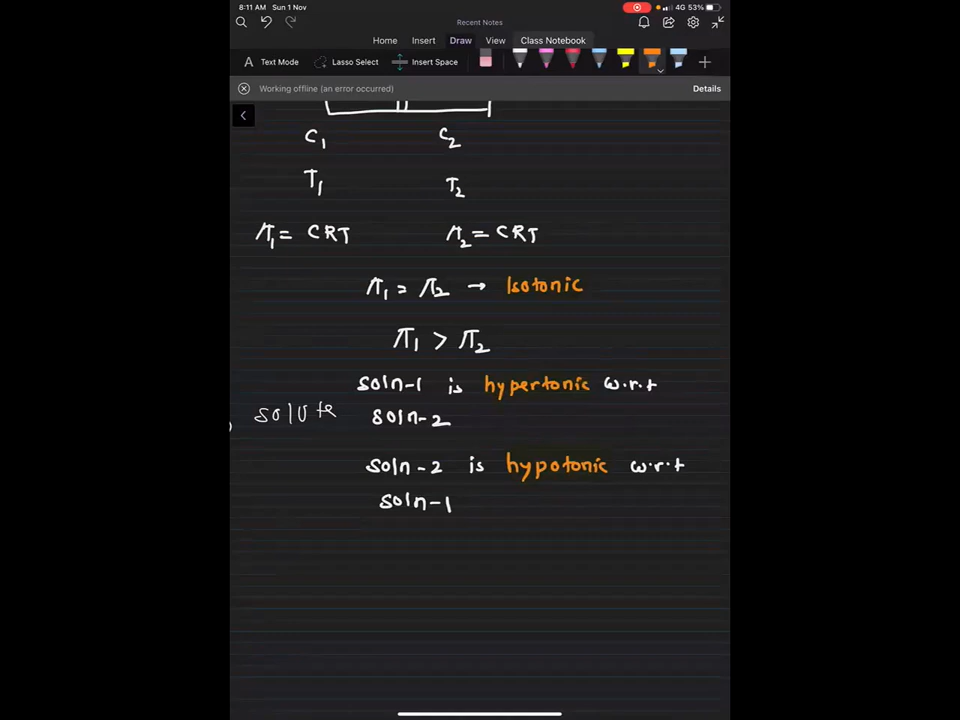 8:11 AM Sun 1 Nov
4G 53%
Recent Notes
Home Insert Draw View Class Notebook
Text Mode Lasso Select Insert Space
Working offline (an error occurred) Details
C1 C2
T1 T2
π1 = CRT π2 = CRT
π1 = π2 → Isotonic
π1 > π2
soln-1 is hypertonic w.r.t
solute soln-2
soln-2 is hypotonic w.r.t
soln-1